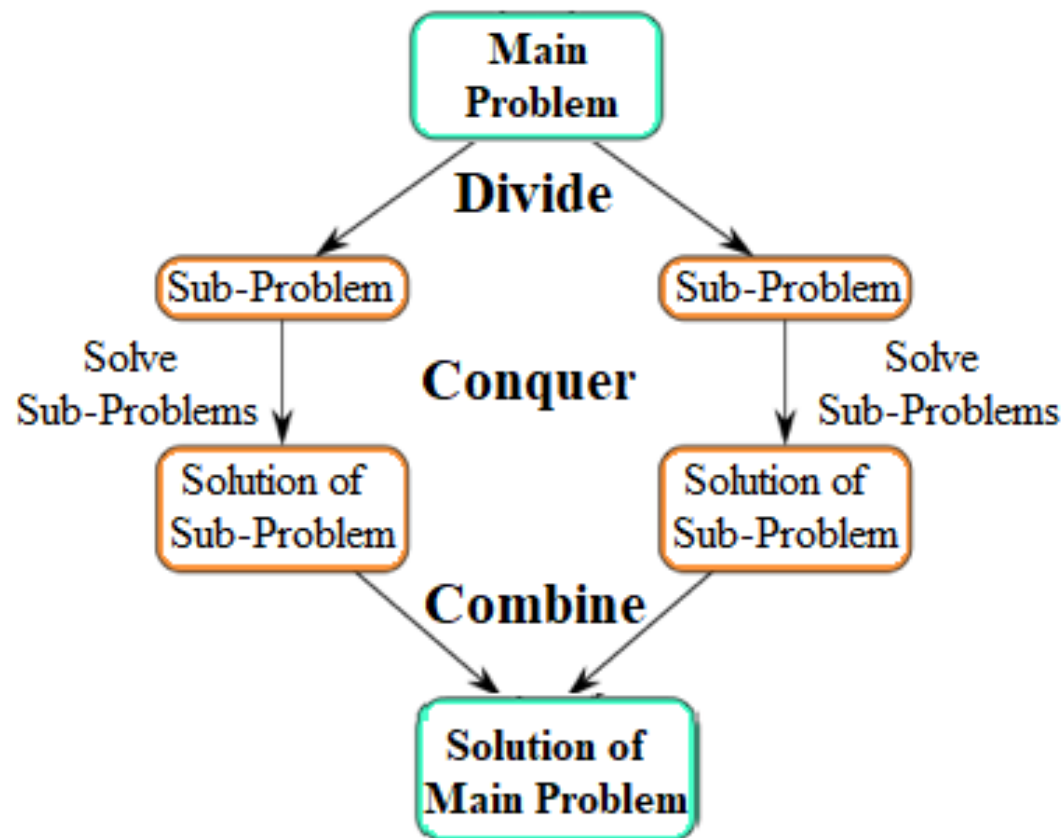 Main
Problem
Divide
Sub-Problem
Sub-Problem
Solve
Sub-Problems
Conquer
Solve
Sub-Problems
Solution of
Sub-Problem
Solution of
Sub-Problem
Combine
Solution of
Main Problem